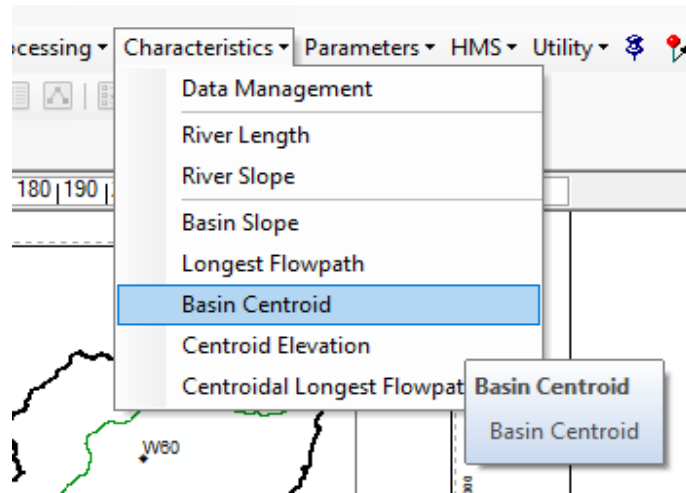 ocessing Characteristics Parameters HMS Utility
Data Management
River Length
180 190
River Slope
Basin Slope
Longest Flowpath
Basin Centroid
Centroid Elevation
Centroidal Longest Flowpat
Basin Centroid
Basin Centroid
W60